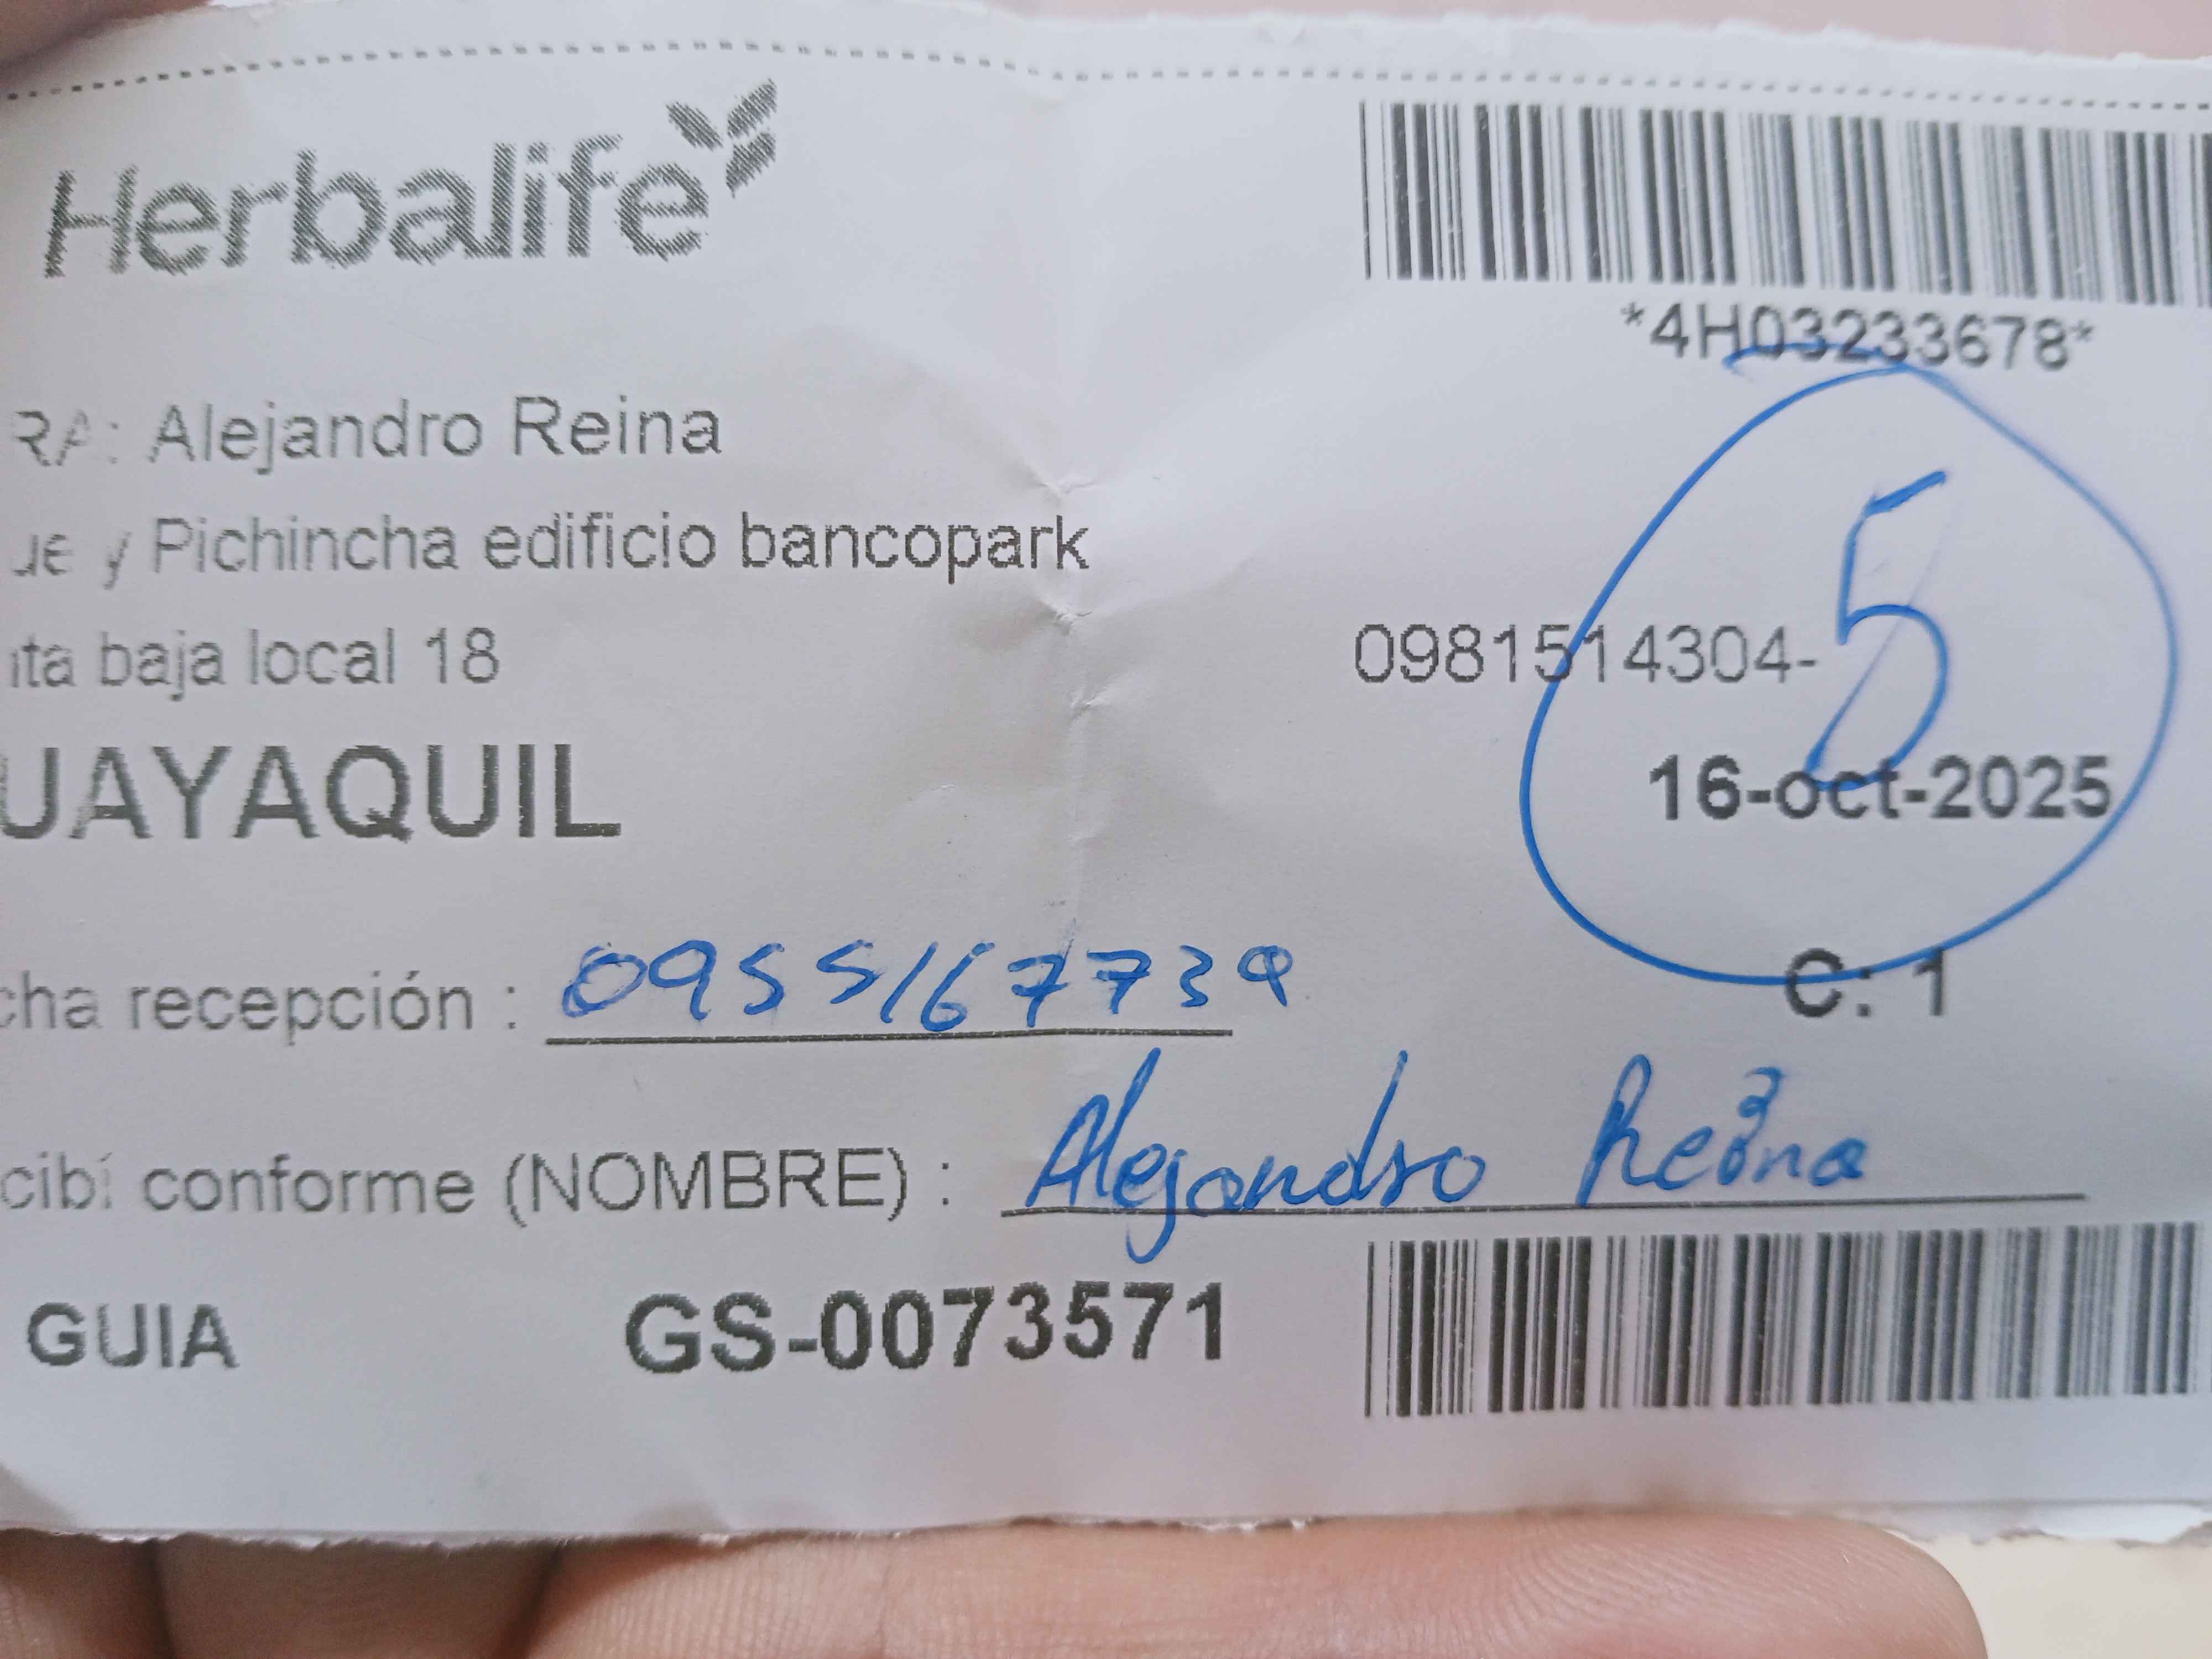 Herbalife
*4H03233678*
RA: Alejandro Reina
ue y Pichincha edificio bancopark
nta baja local 18
0981514304-
5
UAYAQUIL
16-oct-2025
cha recepción : 0955167739
C: 1
cibí conforme (NOMBRE) : Alejandro Reina
GUIA GS-0073571